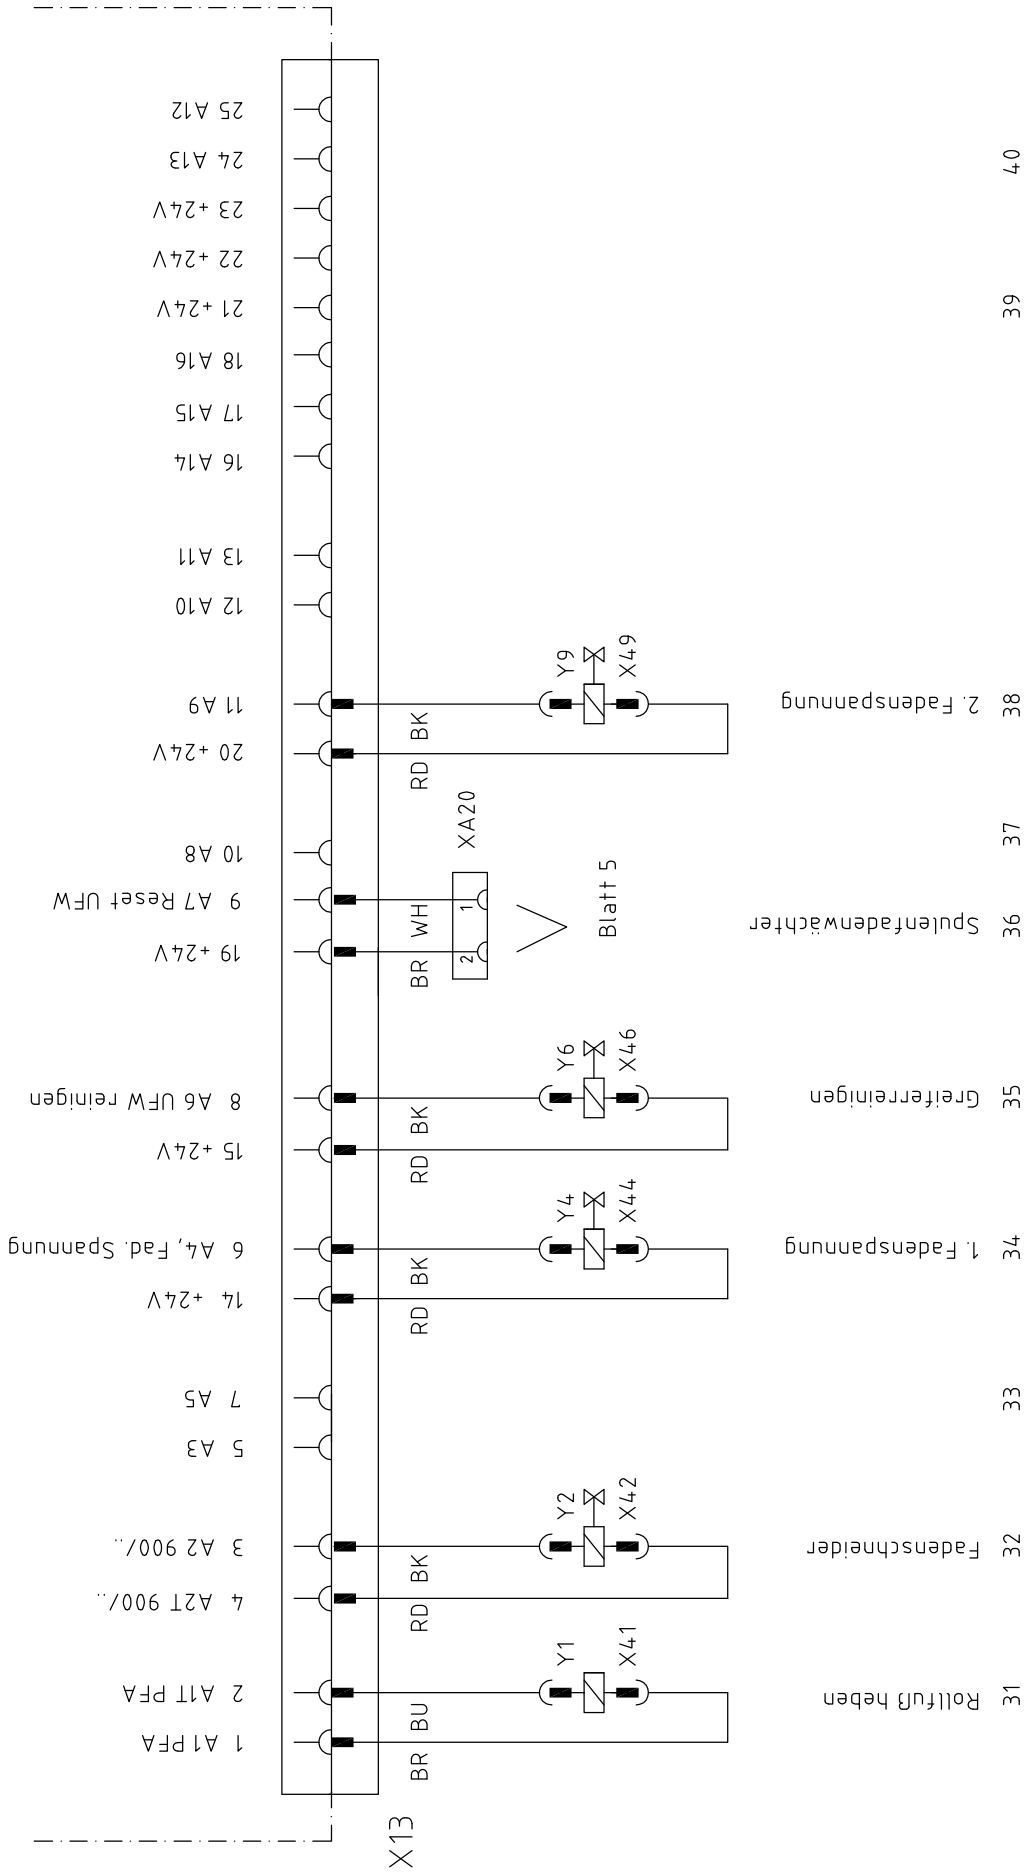 25 A12
24 A13
23 +24V
22 +24V
21 +24V
18 A16
17 A15
16 A14
13 A11
12 A10
11 A9
20 +24V
10 A8
9 A7 Reset UFW
19 +24V
8 A6 UFW reinigen
15 +24V
6 A4, Fad. Spannung
14 +24V
7 A5
5 A3
3 A2 900/..
4 A2T 900/..
2 A1T PFA
1 A1 PFA
X13
BK
RD
WH
BR
BK
RD
BK
RD
BK
RD
BU
BR
XA20
1
2
Blatt 5
Y9
X49
Y6
X46
Y4
X44
Y2
X42
Y1
X41
2. Fadenspannung
Spulenfadenwächter
Greiferreinigen
1. Fadenspannung
Fadenschneider
Rollfuß heben
40
39
38
37
36
35
34
33
32
31